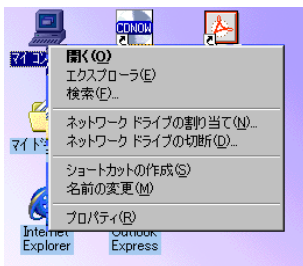 CDNOW
マイ コン
開く(O)
エクスプローラ(E)
検索(F)...
ネットワーク ドライブの割り当て(N)...
マイ ド
ネットワーク ドライブの切断(D)...
ショートカットの作成(S)
名前の変更(M)
プロパティ(R)
Internet
Explorer
Outlook
Express